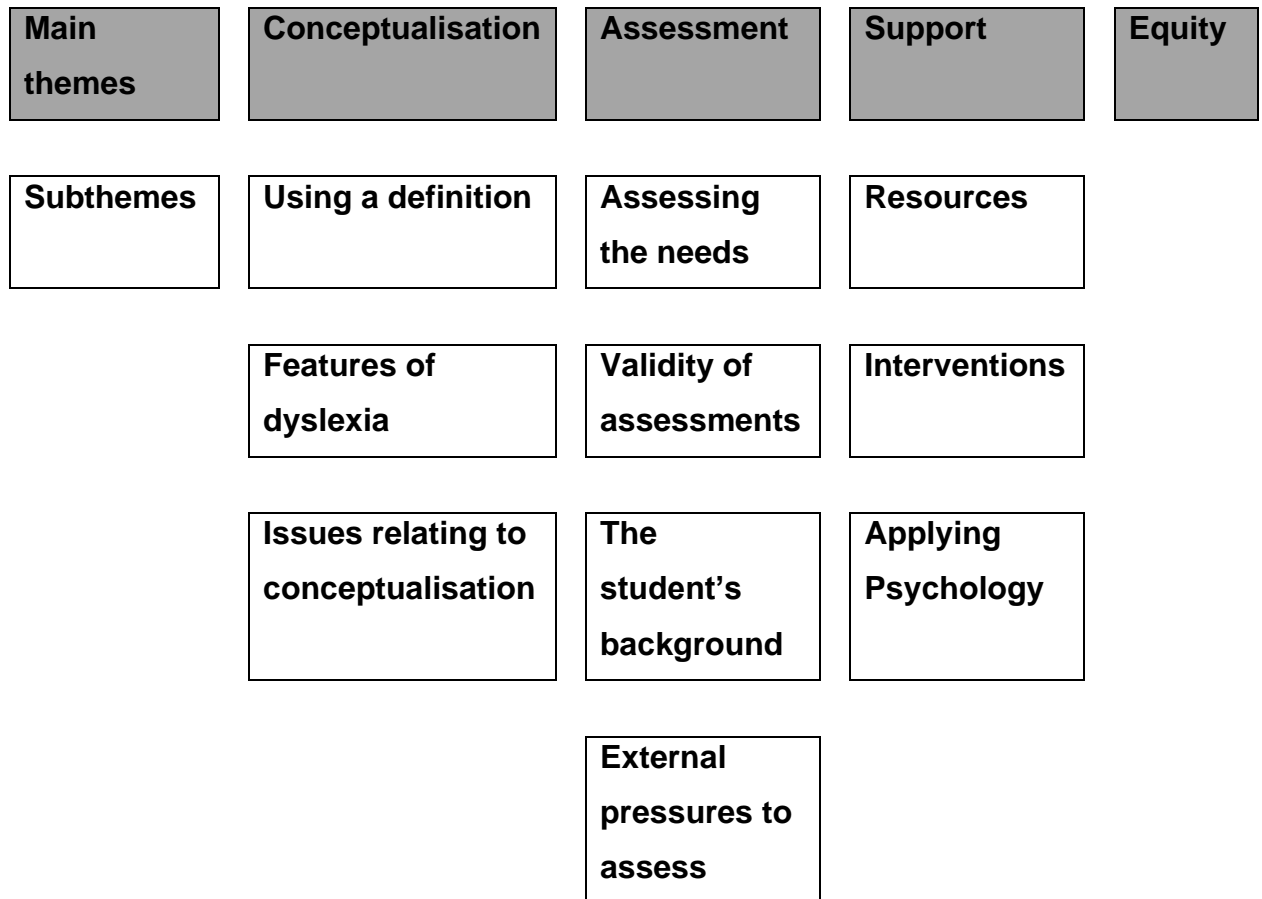 Main
themes
Conceptualisation
Assessment
Support
Equity
Subthemes
Using a definition
Assessing
the needs
Resources
Features of
dyslexia
Validity of
assessments
Interventions
Issues relating to
conceptualisation
The
student’s
background
Applying
Psychology
External
pressures to
assess